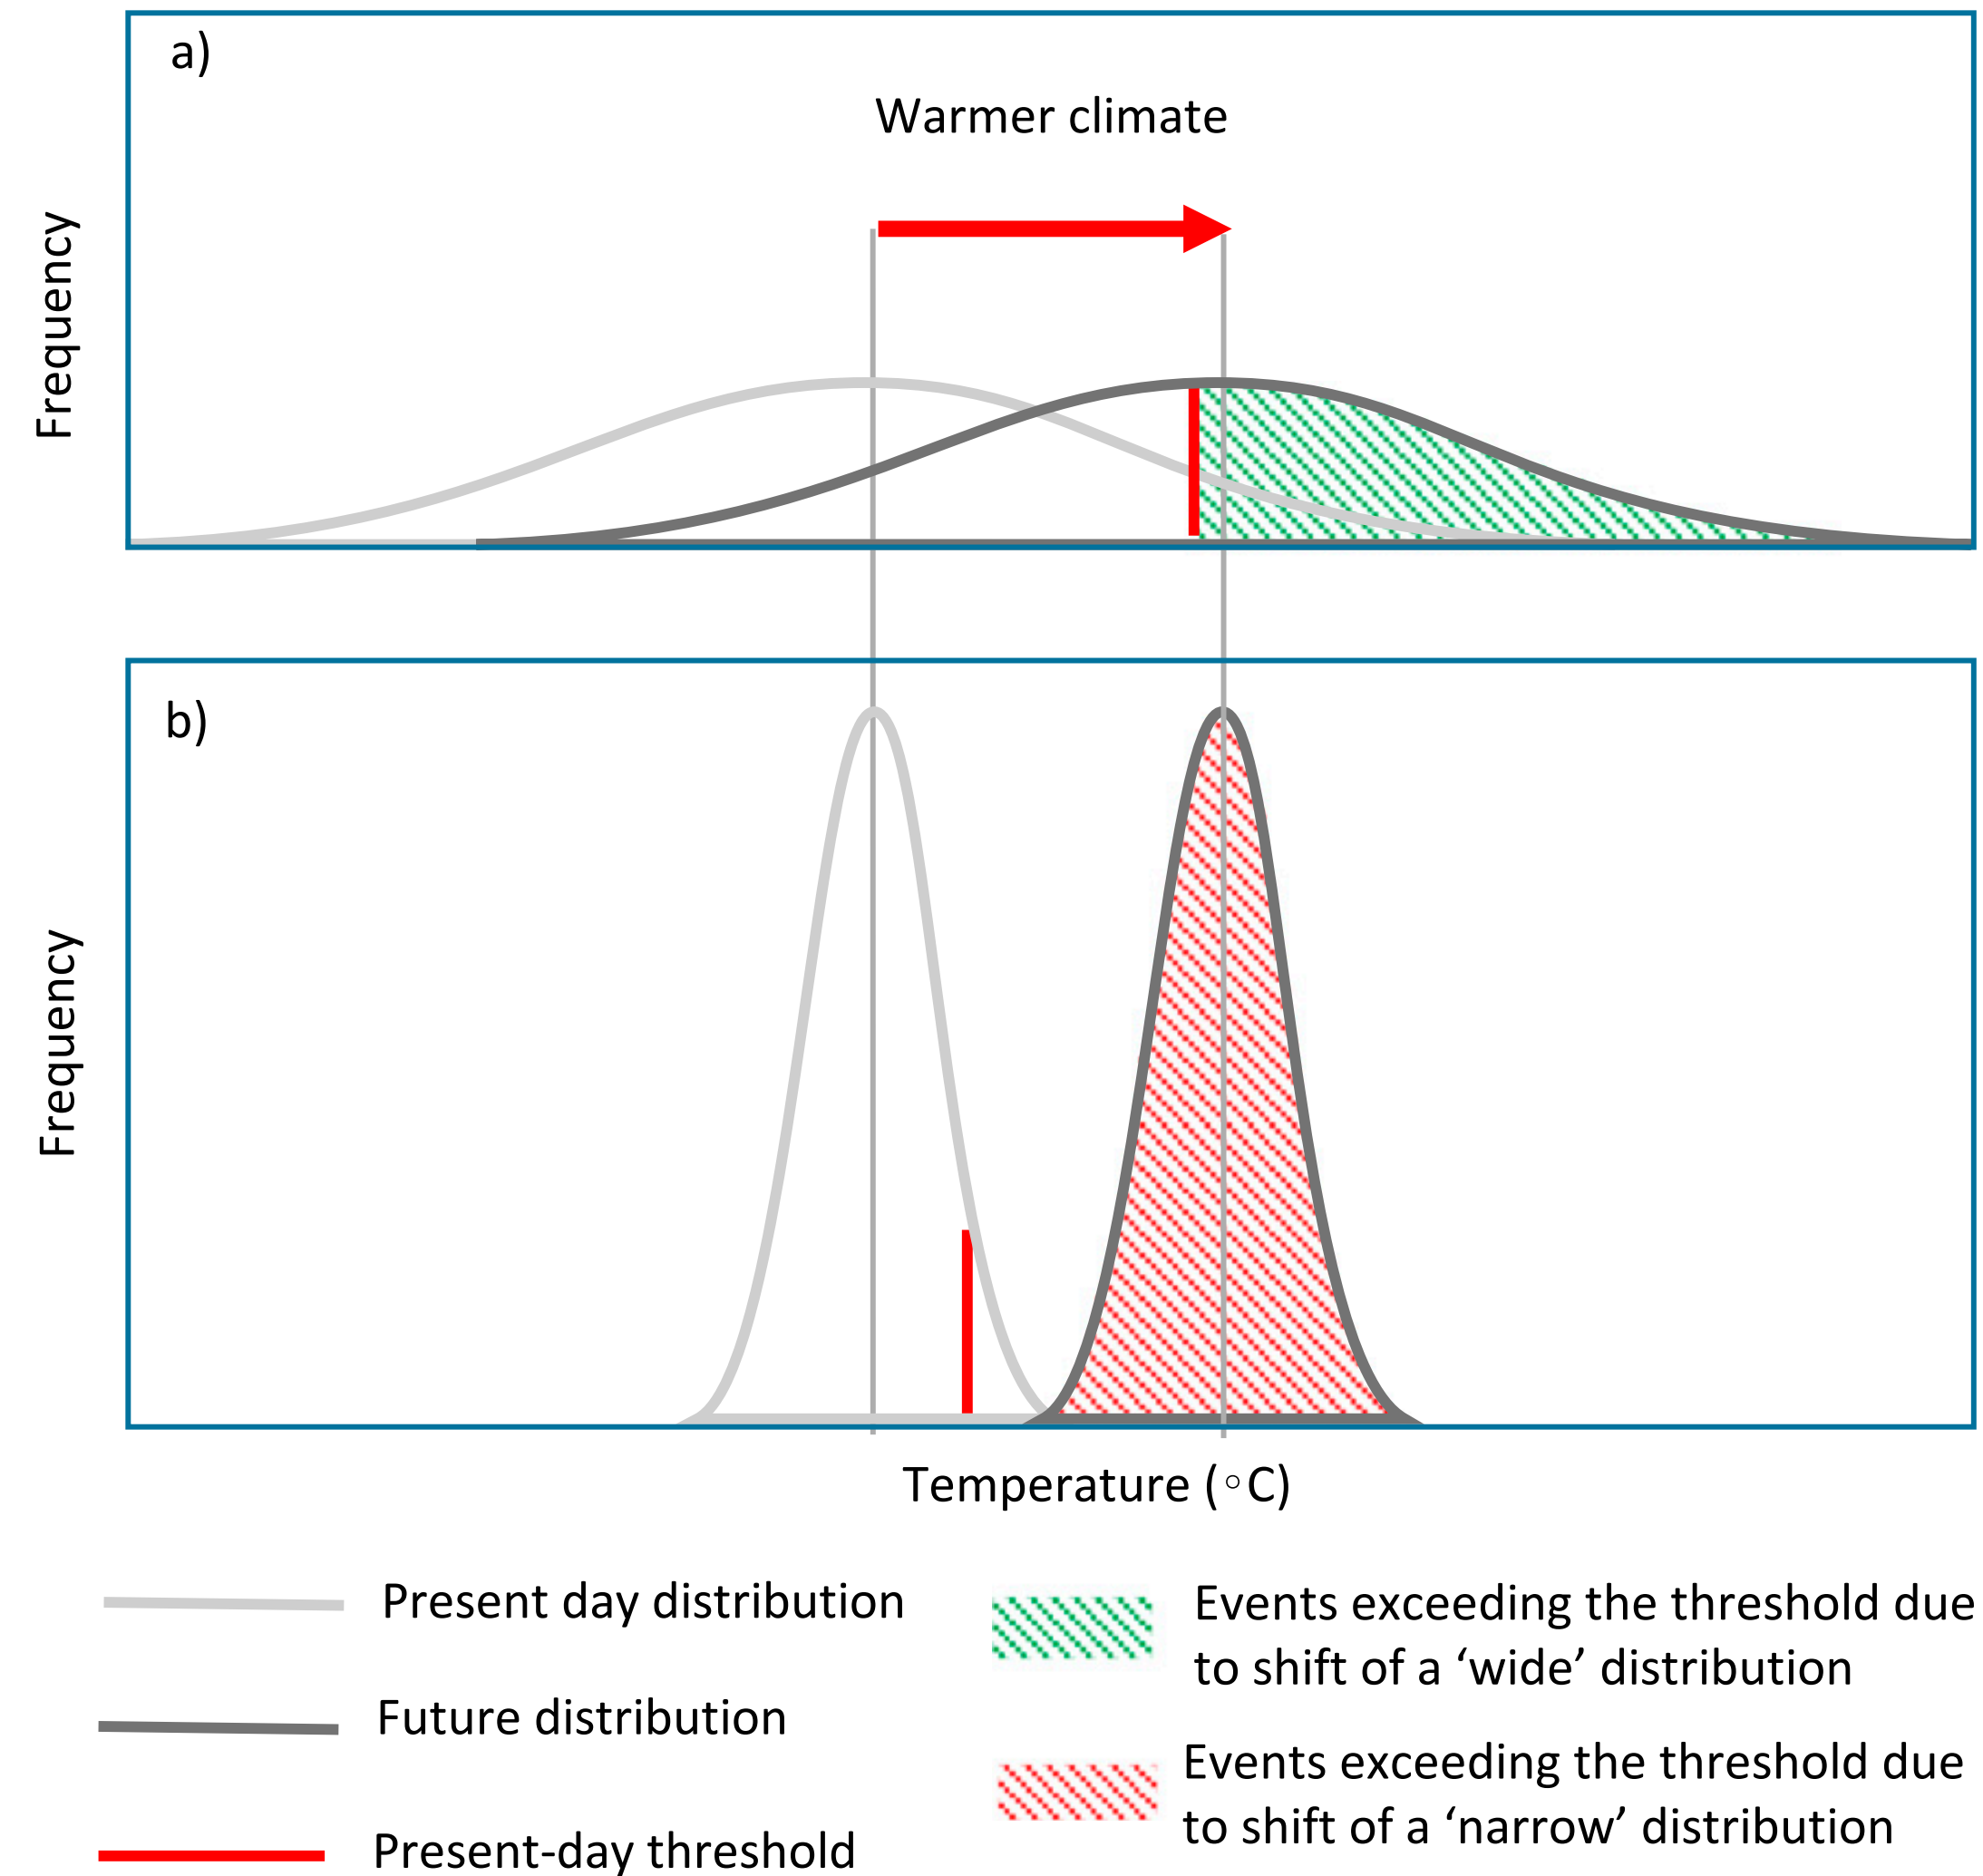 a)
Warmer climate
Frequency
b)
Frequency
Temperature (◦C)
Present day distribution
Future distribution
Present-day threshold
Events exceeding the threshold due
to shift of a ‘wide’ distribution
Events exceeding the threshold due
to shift of a ‘narrow’ distribution